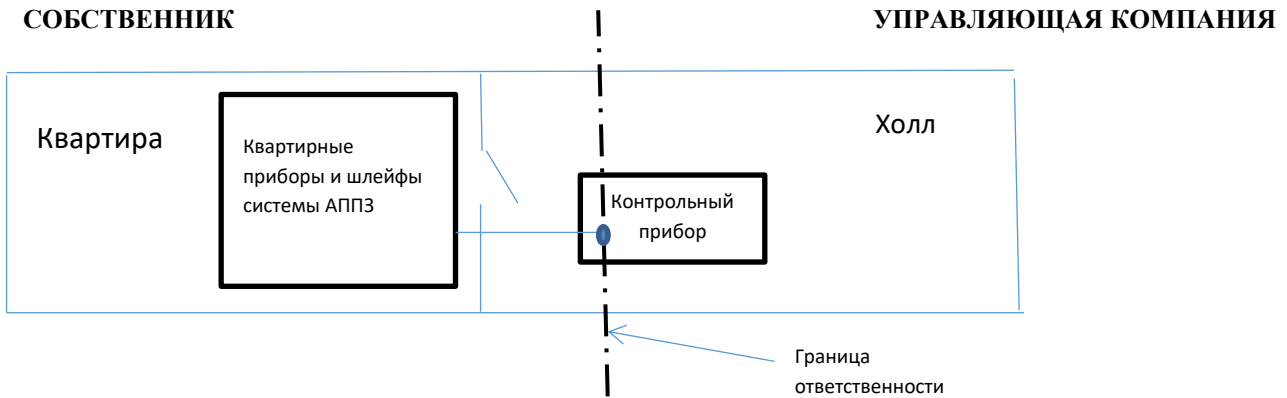 СОБСТВЕННИК
УПРАВЛЯЮЩАЯ КОМПАНИЯ
Квартира
Квартирные
приборы и шлейфы
системы АППЗ
Контрольный
прибор
Холл
Граница
ответственности